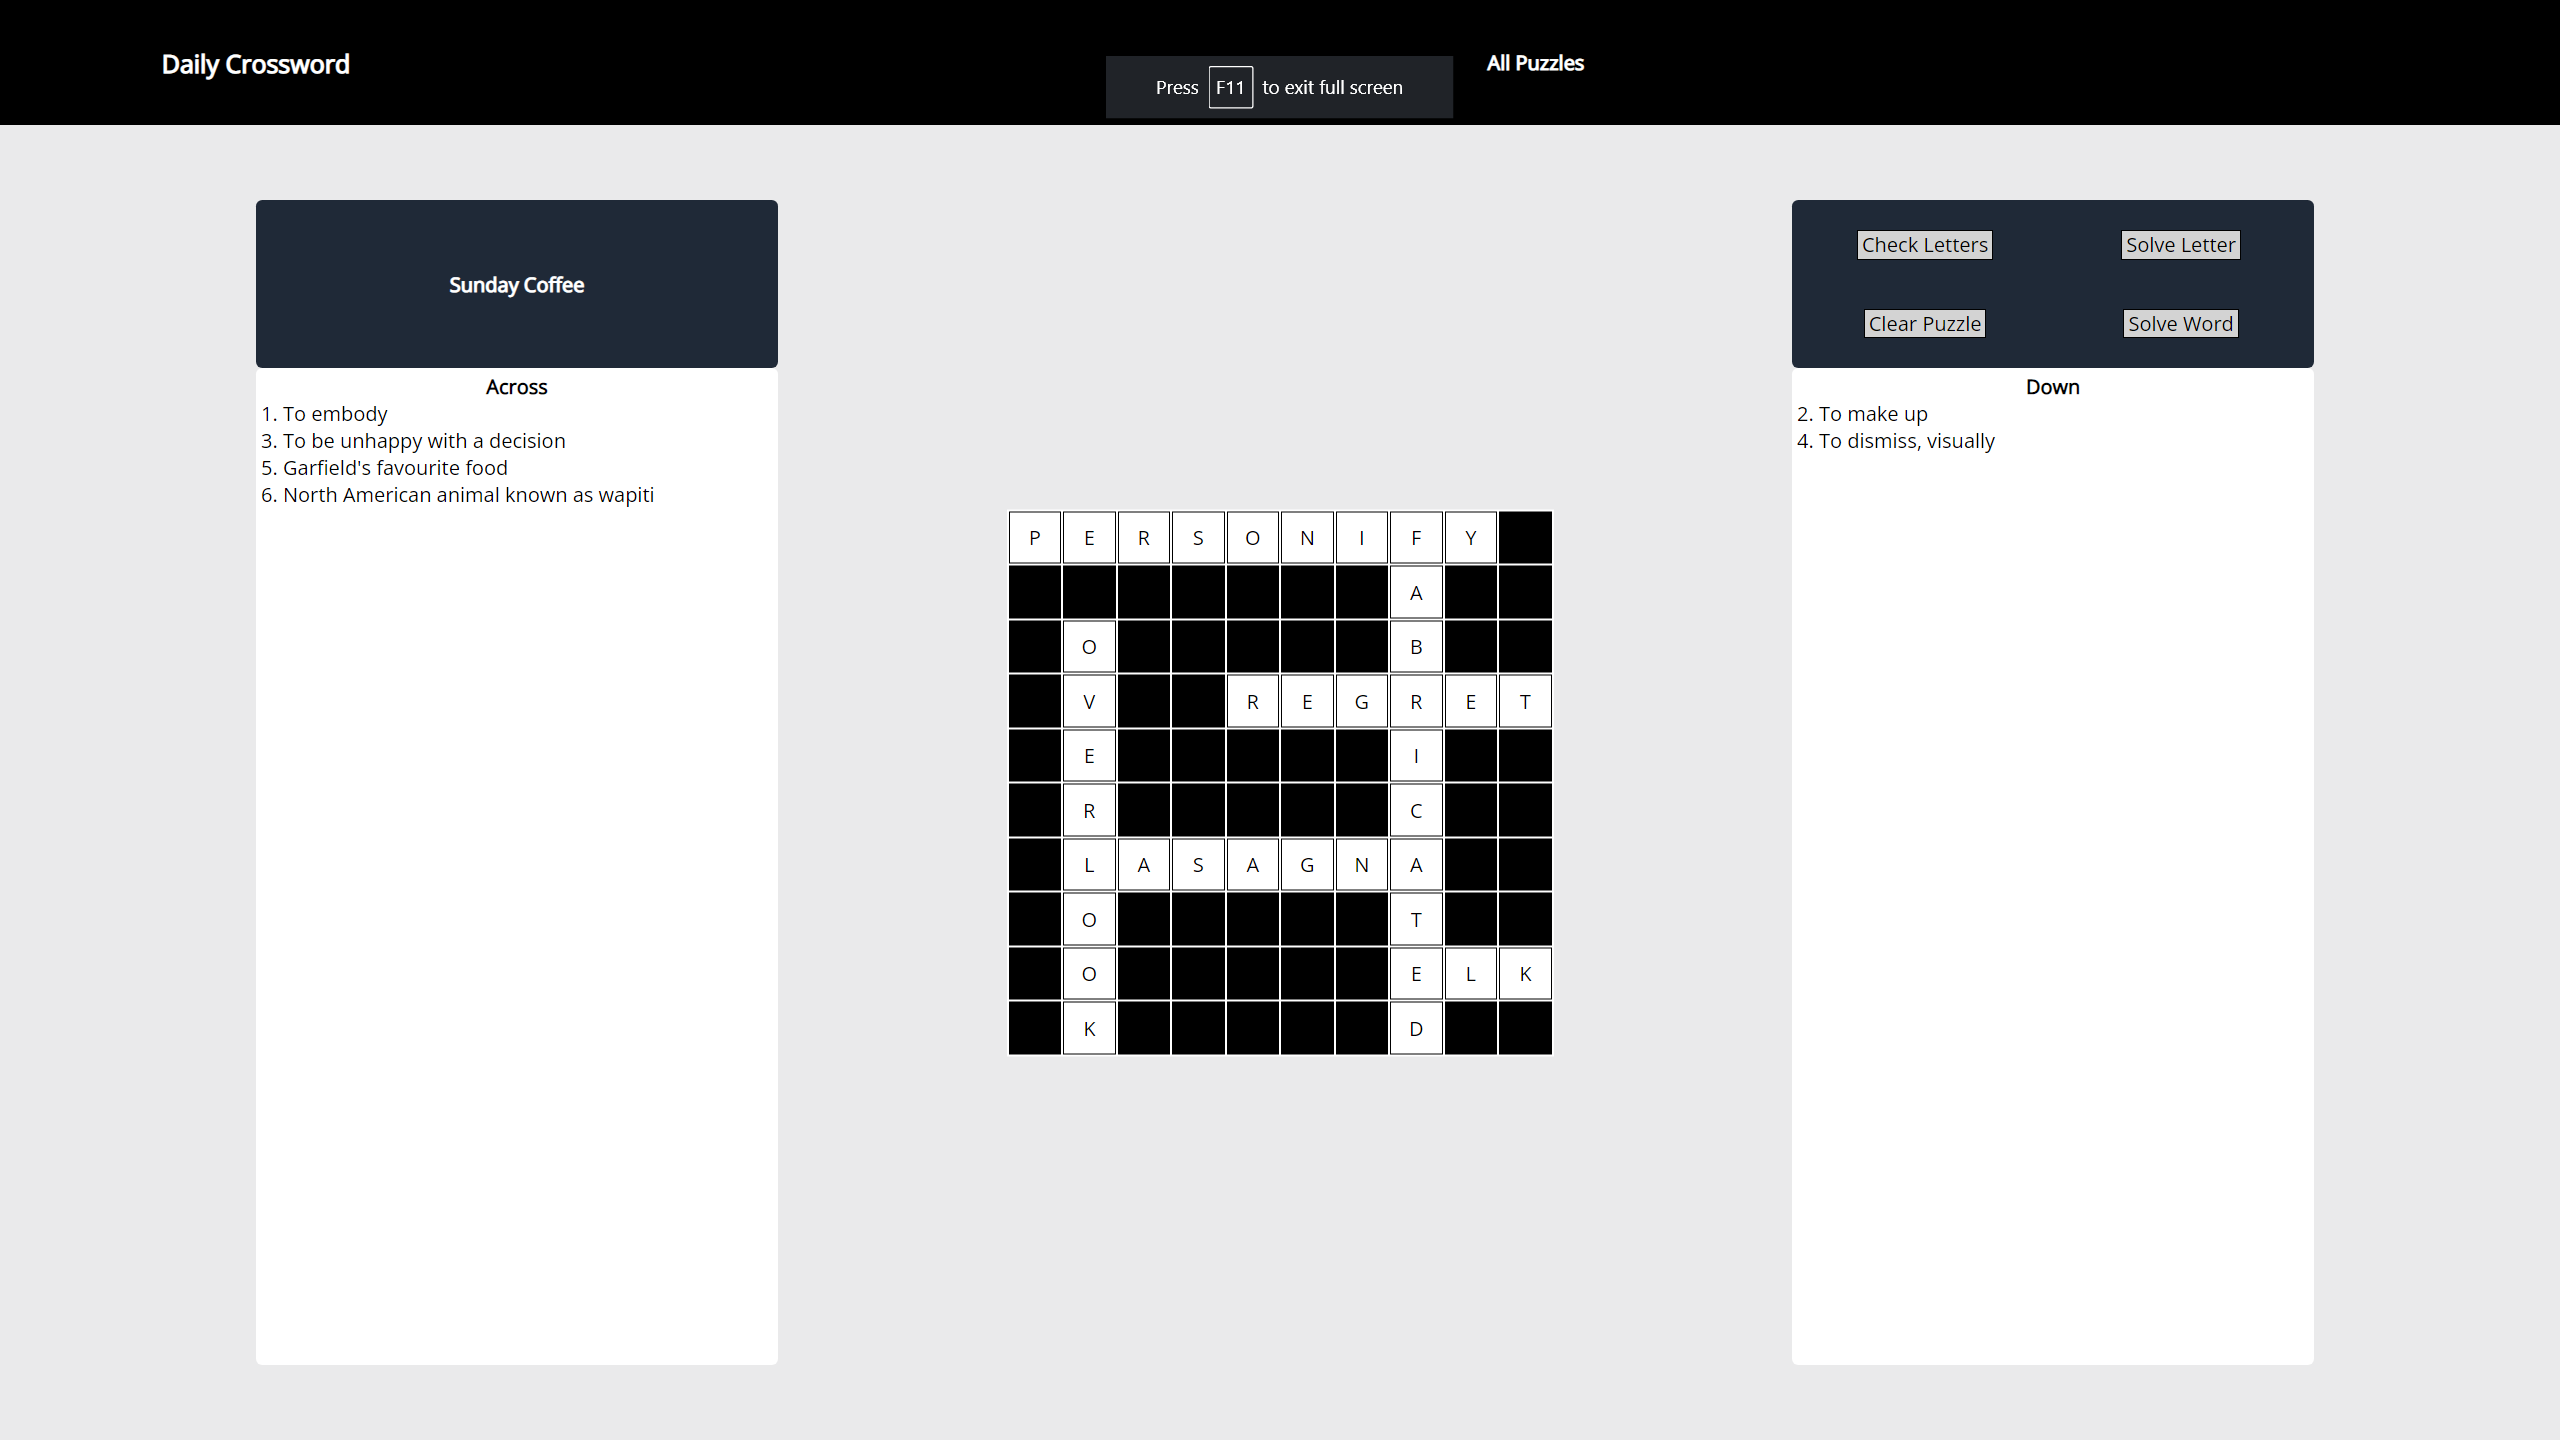 Daily Crossword
All Puzzles
Press F11 to exit full screen
Sunday Coffee
Across
1. To embody
3. To be unhappy with a decision
5. Garfield's favourite food
6. North American animal known as wapiti
P E R S O N I F Y
A
O B
V R E G R E T
E I
R C
L A S A G N A
O T
O E L K
K D
Check Letters
Solve Letter
Clear Puzzle
Solve Word
Down
2. To make up
4. To dismiss, visually